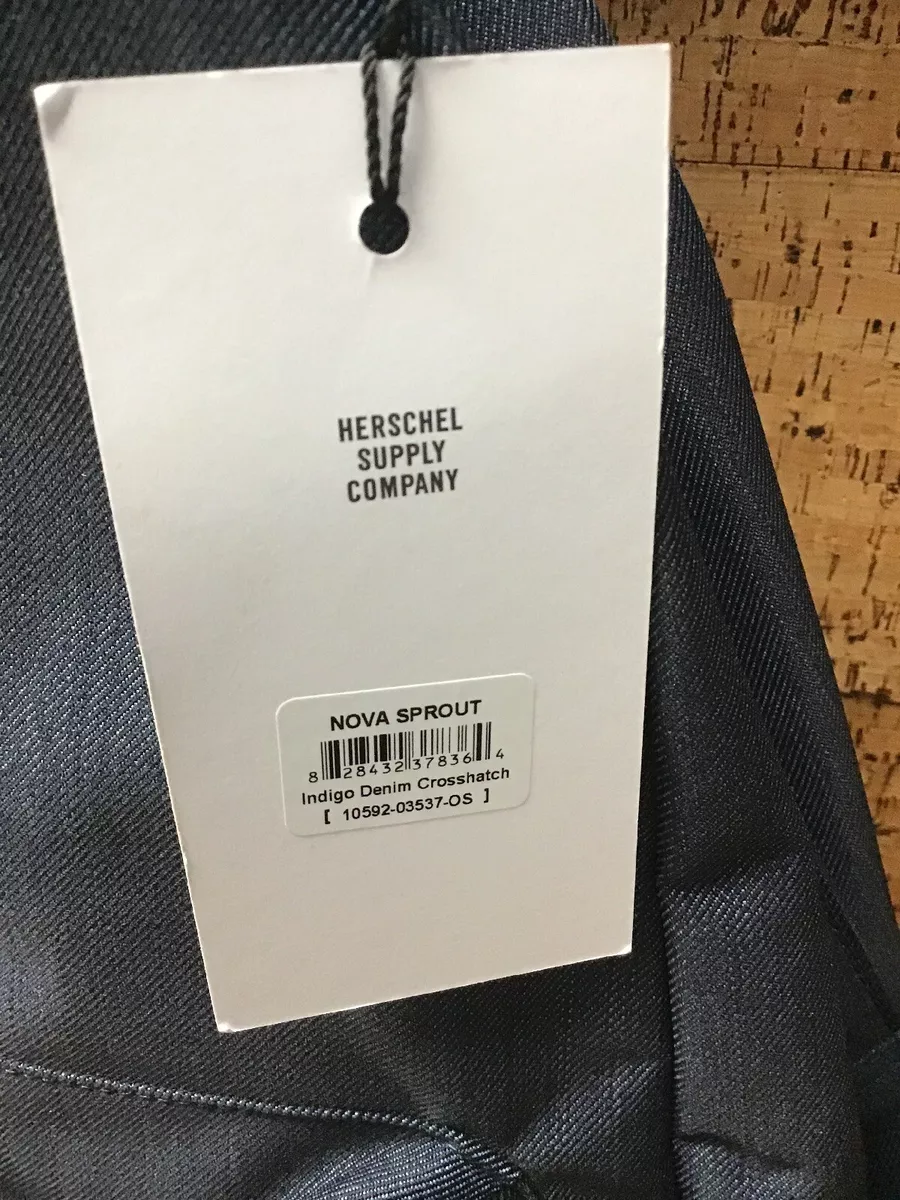 HERSCHEL
SUPPLY
COMPANY
NOVA SPROUT
8 28432 37836 4
Indigo Denim Crosshatch
[ 10592-03537-OS ]